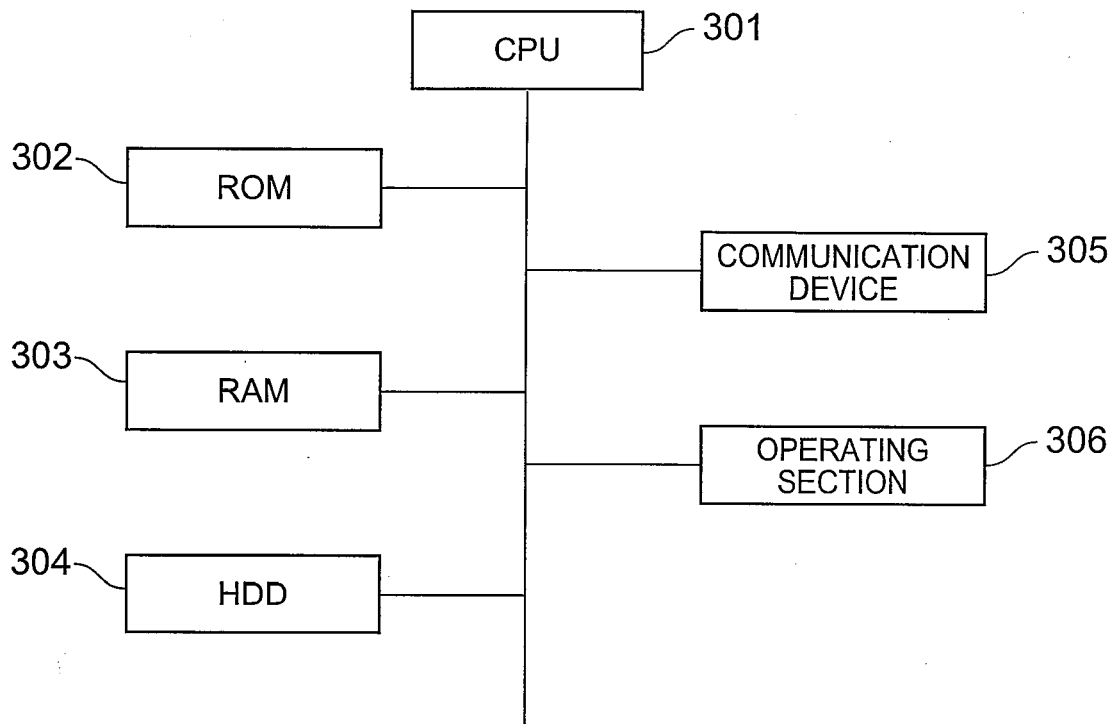 CPU
301
302
ROM
COMMUNICATION
DEVICE
305
303
RAM
OPERATING
SECTION
306
304
HDD